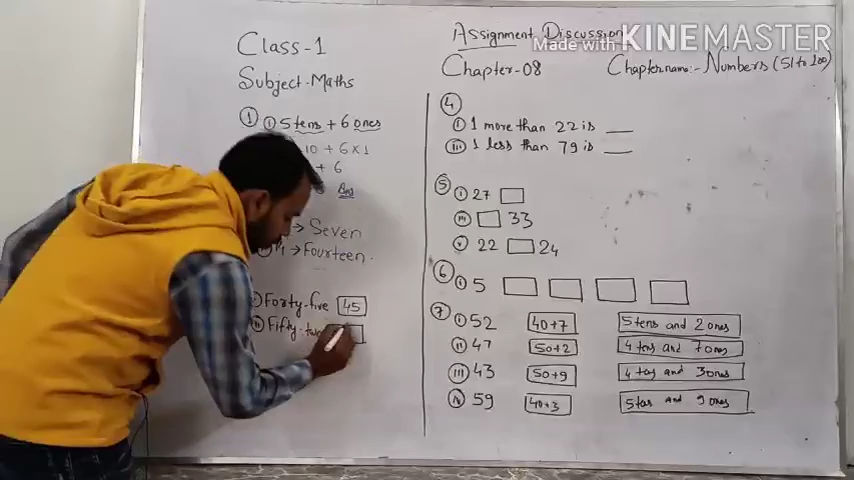 Class-1
Subject-Maths
① ⓘ 5 tens + 6 ones
10 + 6 x 1
+ 6
Ans
→ Seven
→ Fourteen.
Forty-five 45
ⅱ Fifty-two
Assignment Discussion
Made with KINEMASTER
Chapter-08 Chapter name:- Numbers (51 to 100)
④
ⓘ 1 more than 22 is ___
ⅲ 1 less than 79 is ___
⑤ ⓘ 27
ⅲ 33
ⅴ 22 24
⑥ ⓘ 5
⑦ ⓘ 52 40+7 5 tens and 2 ones
ⅱ 47 50+2 4 tens and 7 ones
ⅲ 43 50+9 4 tens and 3 ones
ⅳ 59 40+3 5 tens and 9 ones